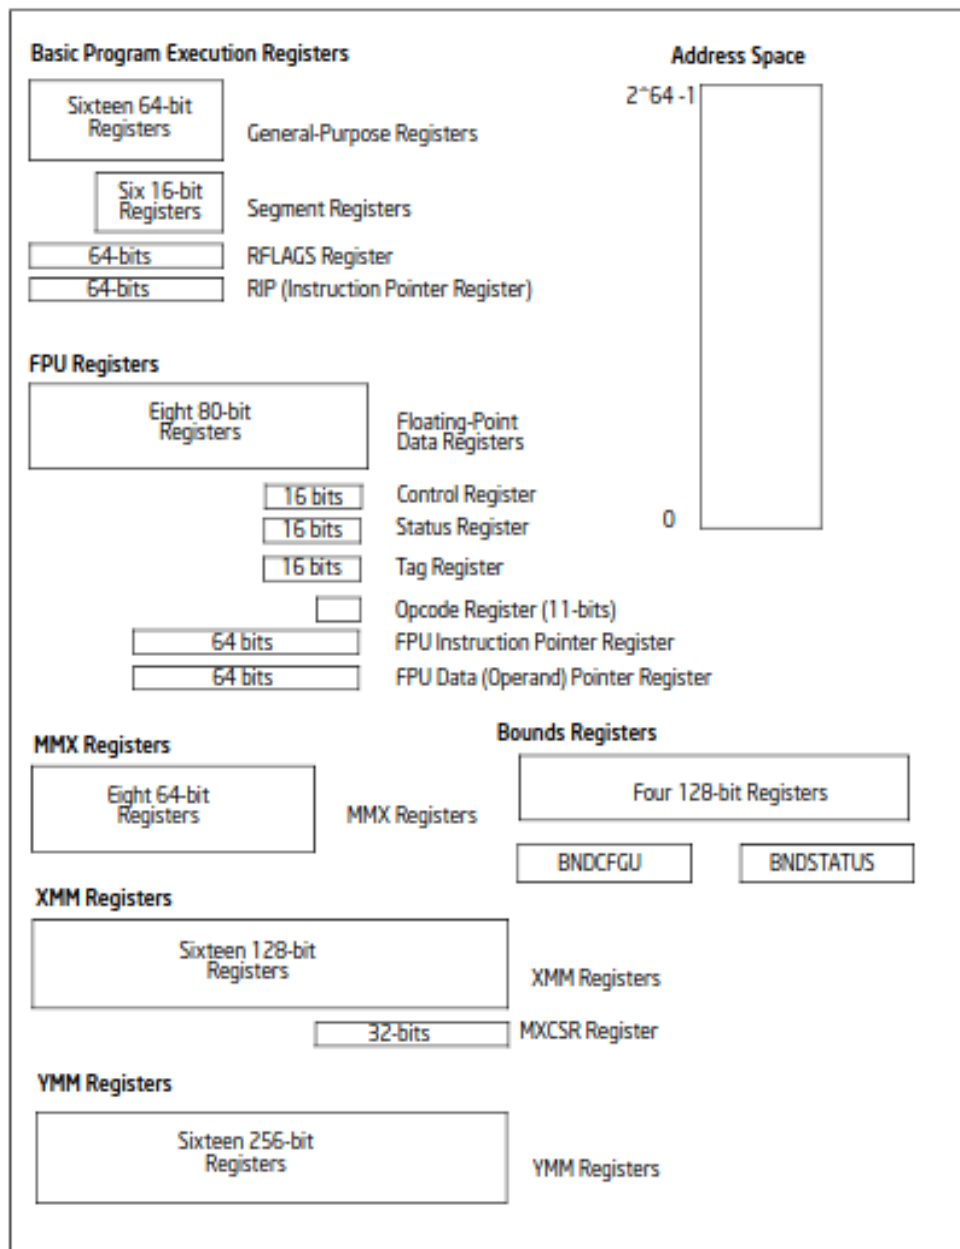 Basic Program Execution Registers
Address Space
2^64 -1
Sixteen 64-bit
Registers
General-Purpose Registers
Six 16-bit
Registers
Segment Registers
64-bits
RFLAGS Register
64-bits
RIP (Instruction Pointer Register)
FPU Registers
Eight 80-bit
Registers
Floating-Point
Data Registers
16 bits
Control Register
0
16 bits
Status Register
16 bits
Tag Register
Opcode Register (11-bits)
64 bits
FPU Instruction Pointer Register
64 bits
FPU Data (Operand) Pointer Register
MMX Registers
Eight 64-bit
Registers
MMX Registers
Bounds Registers
Four 128-bit Registers
BNDCFGU
BNDSTATUS
XMM Registers
Sixteen 128-bit
Registers
XMM Registers
32-bits
MXCSR Register
YMM Registers
Sixteen 256-bit
Registers
YMM Registers